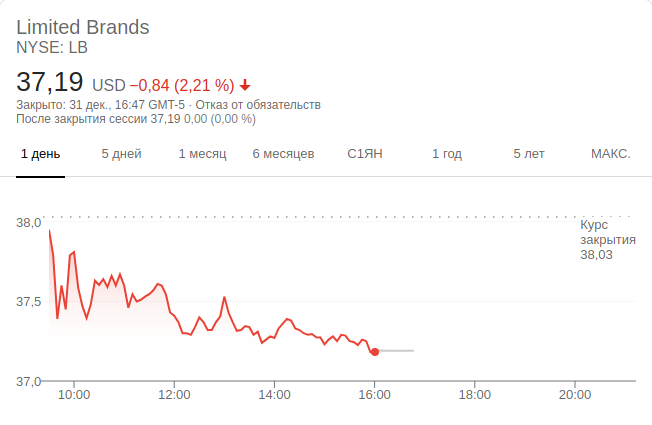 Limited Brands
NYSE: LB
37,19 USD −0,84 (2,21 %)
Закрыто: 31 дек., 16:47 GMT-5 · Отказ от обязательств
После закрытия сессии 37,19 0,00 (0,00 %)
1 день 5 дней 1 месяц 6 месяцев С1ЯН 1 год 5 лет МАКС.
38,0
Курс
закрытия
38,03
37,5
37,0
10:00 12:00 14:00 16:00 18:00 20:00